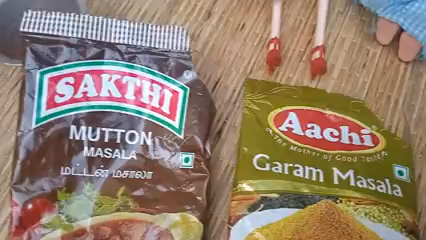 SAKTHI
MUTTON
MASALA
மட்டன் மசாலா
Aachi
The Mother of Good Taste
Garam Masala